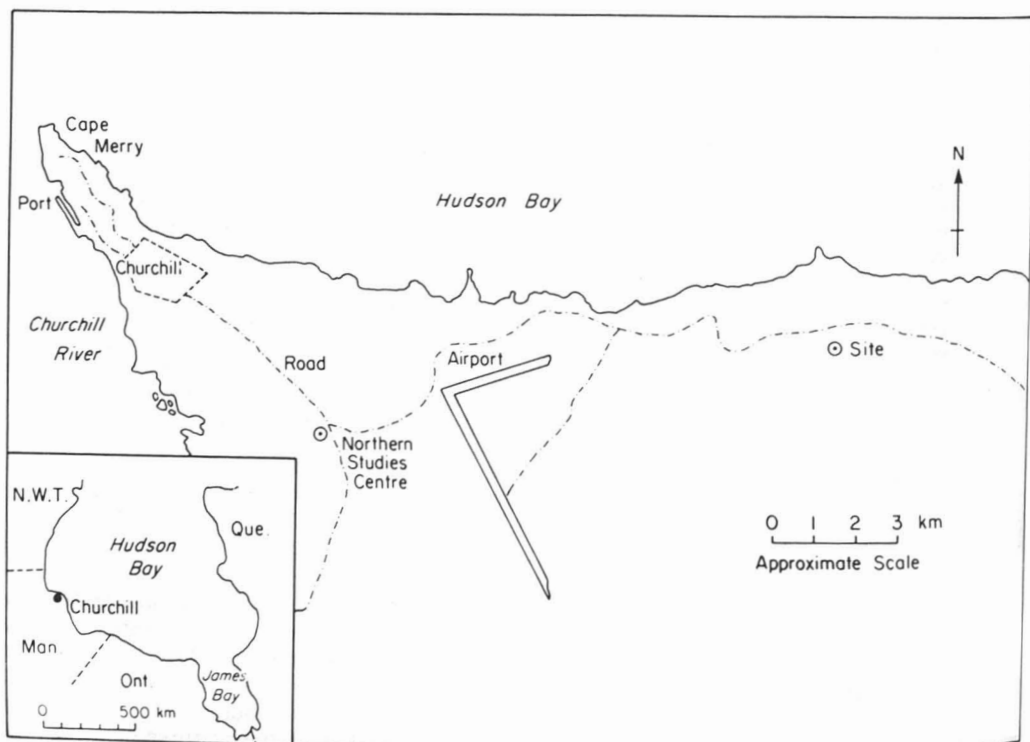 Cape
Merry
Port
Hudson Bay
N
Churchill
Churchill
River
Road
Airport
Site
Northern
Studies
Centre
0 1 2 3 km
Approximate Scale
N.W.T.
Que.
Hudson
Bay
Churchill
Man.
Ont.
James
Bay
0 500 km